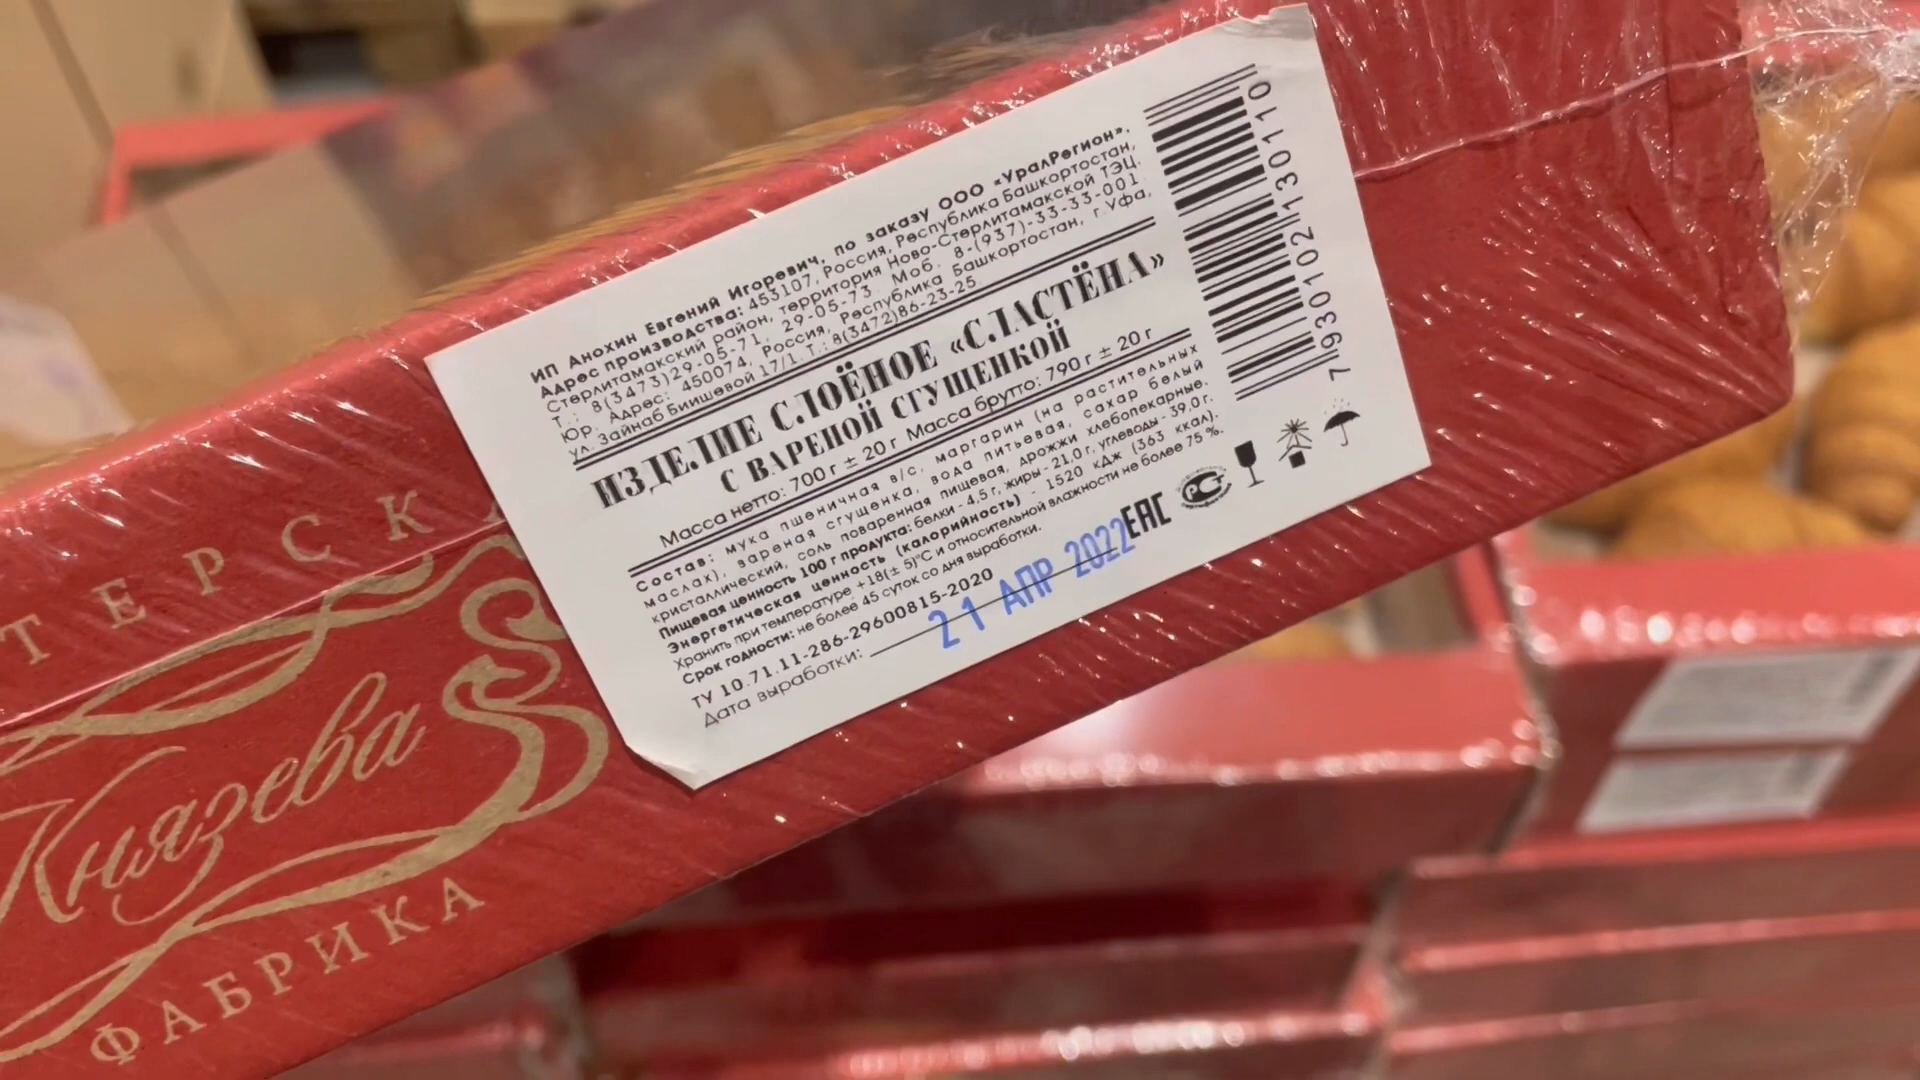 ИП Анохин Евгений Игоревич, по заказу ООО «УралРегион».
Адрес производства: 453107, Россия, Республика Башкортостан,
Стерлитамакский район, территория Ново-Стерлитамакской ТЭЦ.
Т.: 8(3473)29-05-71, 29-05-73 Моб. 8-(937)-33-33-001
Юр. Адрес: 450074, Россия, Республика Башкортостан, г.Уфа,
ул. Зайнаб Биишевой 17/1. Т.: 8(3472)86-23-25
ИЗДЕЛИЕ СЛОЁНОЕ «СЛАСТЁНА»
С ВАРЕНОЙ СГУЩЕНКОЙ
Масса нетто: 700 г ± 20 г Масса брутто: 790 г ± 20 г
Состав: мука пшеничная в/с, маргарин (на растительных
маслах), вареная сгущенка, вода питьевая, сахар белый
кристаллический, соль поваренная пищевая, дрожжи хлебопекарные.
Пищевая ценность 100 г продукта: белки - 4,5 г, жиры - 21,0 г, углеводы - 39,0 г.
Энергетическая ценность (калорийность) - 1520 кДж (363 ккал).
Хранить при температуре +18(± 5)°С и относительной влажности не более 75 %.
Срок годности: не более 45 суток со дня выработки.
ТУ 10.71.11-286-29600815-2020
Дата выработки: 21 АПР 2022
ЕАС
РСТ
7 930102 130110
ТЕРСКА
Князева
ФАБРИКА